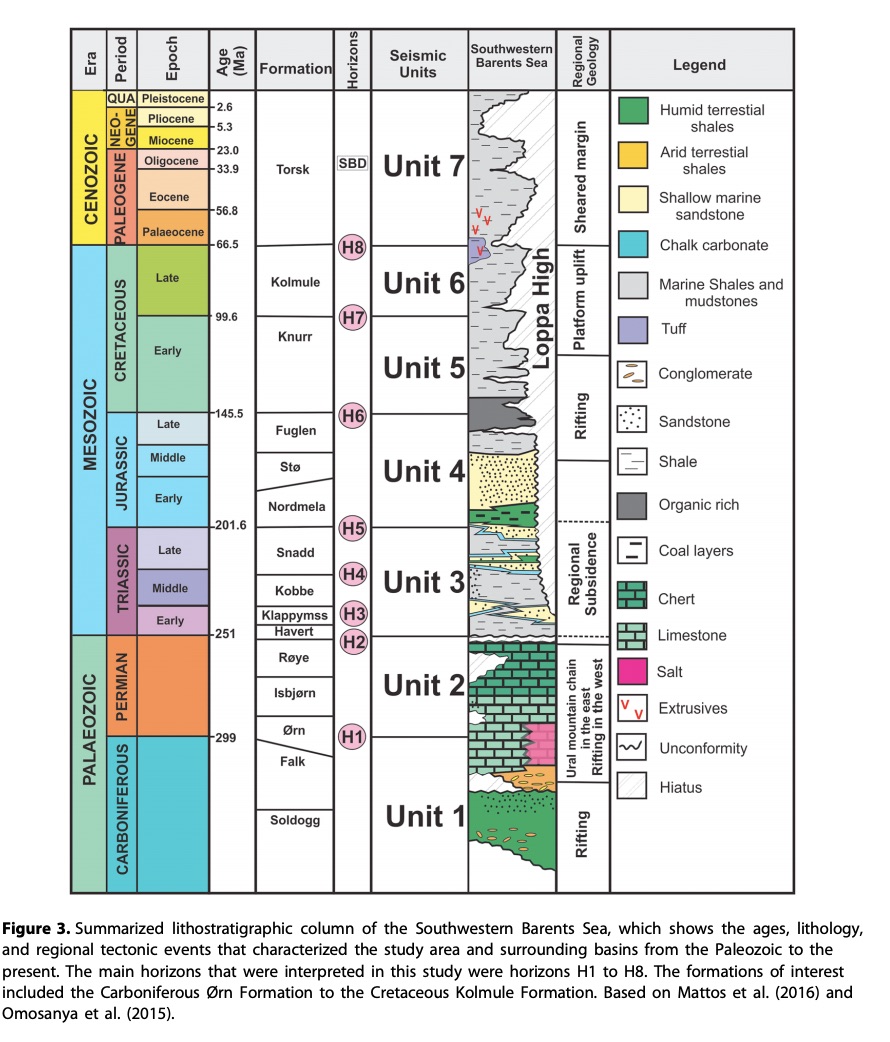 Era
Period
Epoch
Age
(Ma)
Formation
Horizons
Seismic
Units
Southwestern
Barents Sea
Regional
Geology
Legend
CENOZOIC
MESOZOIC
PALAEOZOIC
QUA
NEO-
GENE
PALEOGENE
CRETACEOUS
JURASSIC
TRIASSIC
PERMIAN
CARBONIFEROUS
Pleistocene
Pliocene
Miocene
Oligocene
Eocene
Palaeocene
Late
Early
Late
Middle
Early
Late
Middle
Early
2.6
5.3
23.0
33.9
56.8
66.5
99.6
145.5
201.6
251
299
Torsk
Kolmule
Knurr
Fuglen
Stø
Nordmela
Snadd
Kobbe
Klappymss
Havert
Røye
Isbjørn
Ørn
Falk
Soldogg
SBD
H8
H7
H6
H5
H4
H3
H2
H1
Unit 7
Unit 6
Unit 5
Unit 4
Unit 3
Unit 2
Unit 1
Loppa High
Sheared margin
Platform uplift
Rifting
Regional
Subsidence
Ural mountain chain
in the east
Rifting in the west
Rifting
Humid terrestial
shales
Arid terrestial
shales
Shallow marine
sandstone
Chalk carbonate
Marine Shales and
mudstones
Tuff
Conglomerate
Sandstone
Shale
Organic rich
Coal layers
Chert
Limestone
Salt
Extrusives
Unconformity
Hiatus
Figure 3. Summarized lithostratigraphic column of the Southwestern Barents Sea, which shows the ages, lithology,
and regional tectonic events that characterized the study area and surrounding basins from the Paleozoic to the
present. The main horizons that were interpreted in this study were horizons H1 to H8. The formations of interest
included the Carboniferous Ørn Formation to the Cretaceous Kolmule Formation. Based on Mattos et al. (2016) and
Omosanya et al. (2015).